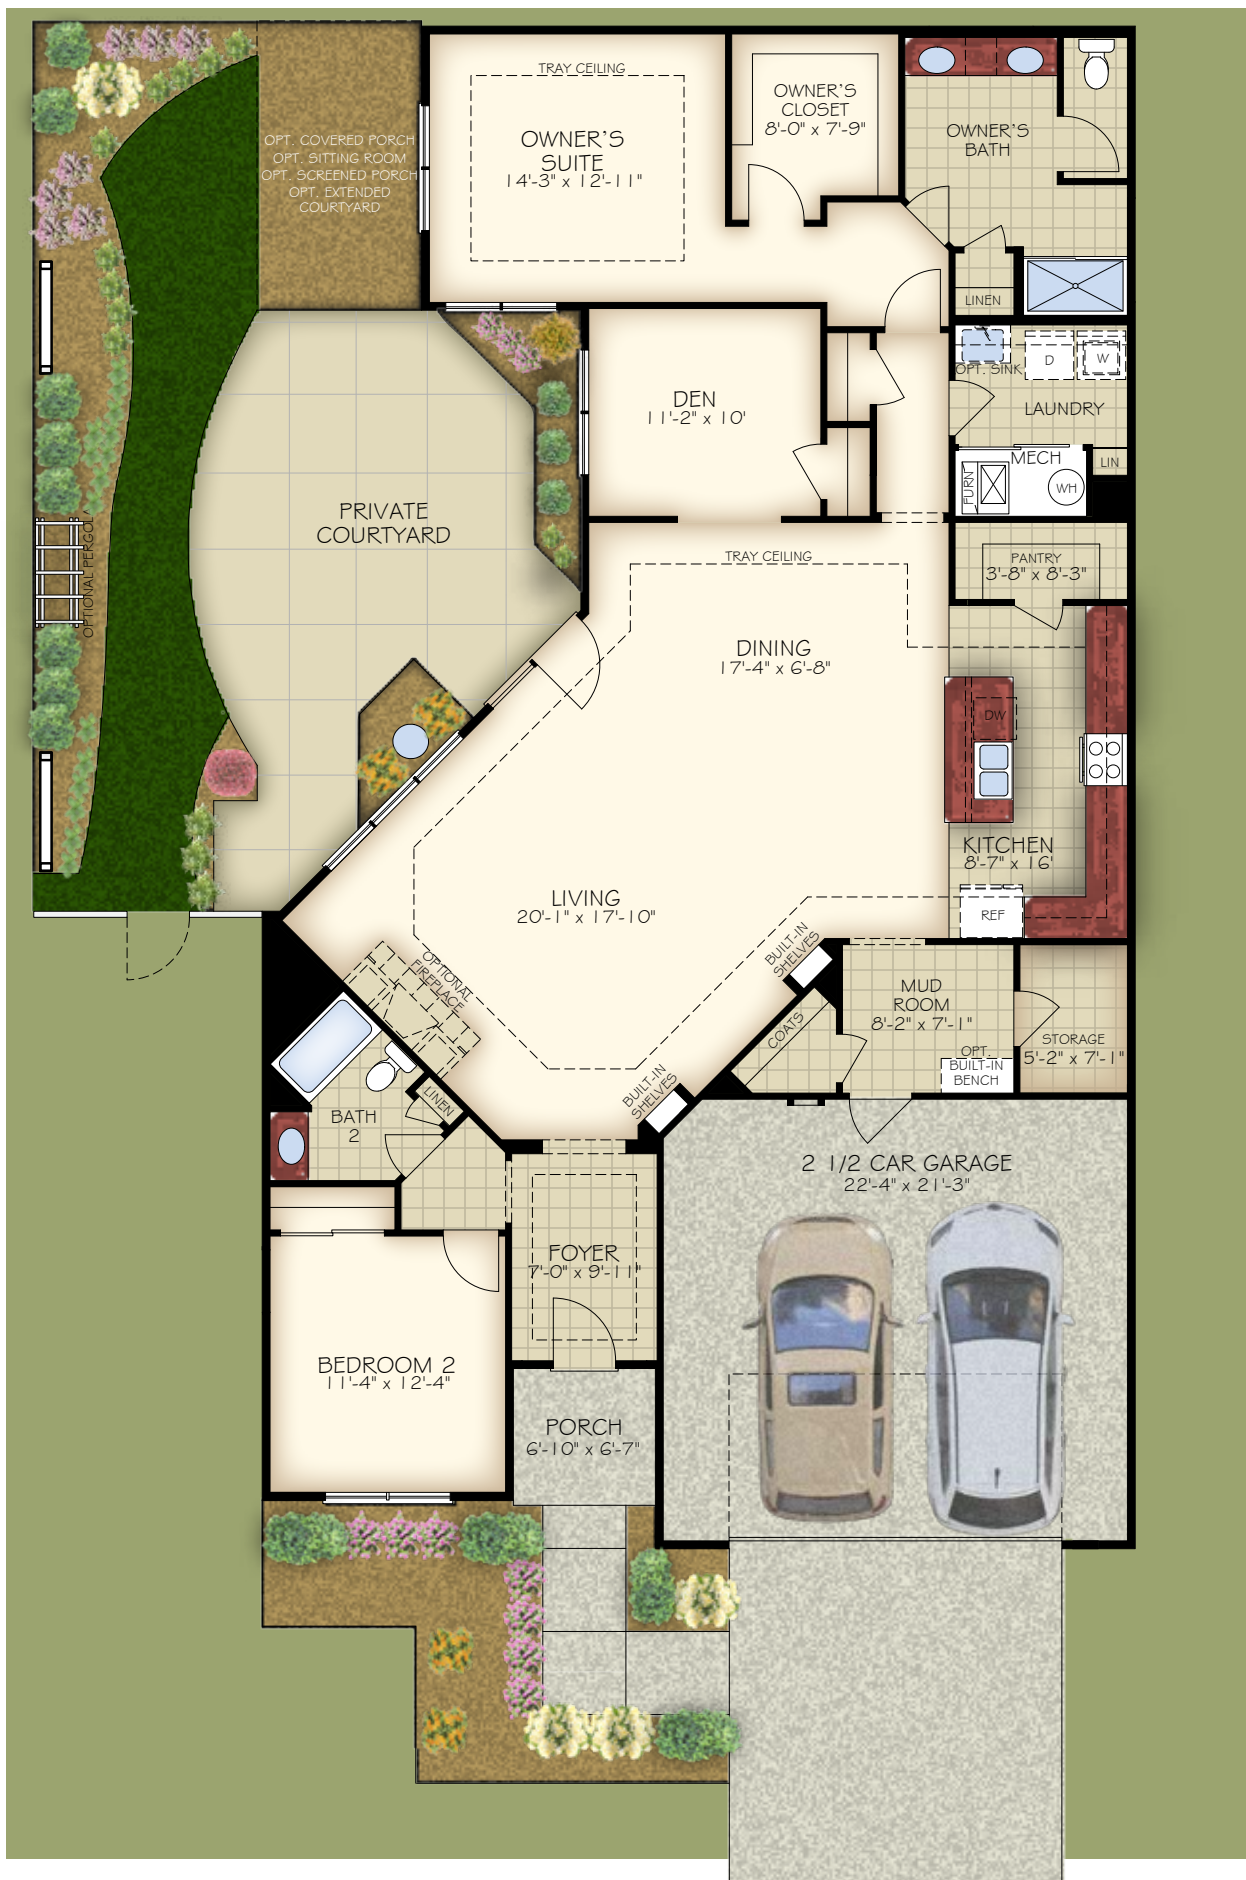 TRAY CEILING
OWNER'S
SUITE
14'-3" x 12'-11"
OWNER'S
CLOSET
8'-0" x 7'-9"
OWNER'S
BATH
OPT. COVERED PORCH
OPT. SITTING ROOM
OPT. SCREENED PORCH
OPT. EXTENDED
COURTYARD
LINEN
OPT. SINK
D
W
LAUNDRY
DEN
11'-2" x 10'
MECH
LIN
FURN
WH
PRIVATE
COURTYARD
OPTIONAL PERGOLA
TRAY CEILING
PANTRY
3'-8" x 8'-3"
DINING
17'-4" x 6'-8"
DW
KITCHEN
8'-7" x 16'
REF
LIVING
20'-1" x 17'-10"
BUILT-IN
SHELVES
OPTIONAL
FIREPLACE
MUD
ROOM
8'-2" x 7'-1"
COATS
STORAGE
5'-2" x 7'-1"
OPT.
BUILT-IN
BENCH
BUILT-IN
SHELVES
LINEN
BATH
2
2 1/2 CAR GARAGE
22'-4" x 21'-3"
FOYER
7'-0" x 9'-11"
BEDROOM 2
11'-4" x 12'-4"
PORCH
6'-10" x 6'-7"